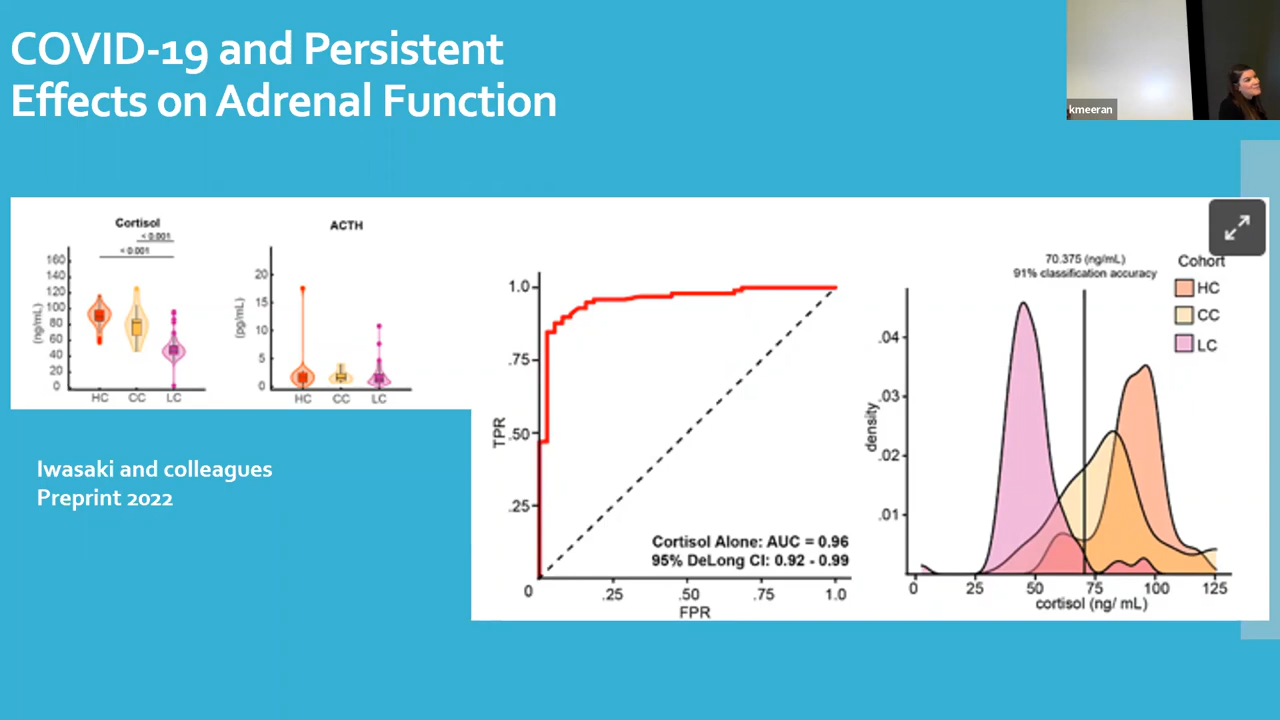 COVID-19 and Persistent
Effects on Adrenal Function
kmeeran
Cortisol
< 0.001
< 0.001
(ng/mL)
160
140
120
100
80
60
40
20
0
HC CC LC
ACTH
(pg/mL)
20
15
10
5
0
HC CC LC
Iwasaki and colleagues
Preprint 2022
TPR
1.0
.75
.50
.25
0 .25 .50 .75 1.0
FPR
Cortisol Alone: AUC = 0.96
95% DeLong CI: 0.92 - 0.99
70.375 (ng/mL)
91% classification accuracy
Cohort
HC
CC
LC
density
.04
.03
.02
.01
0 25 50 75 100 125
cortisol (ng/ mL)